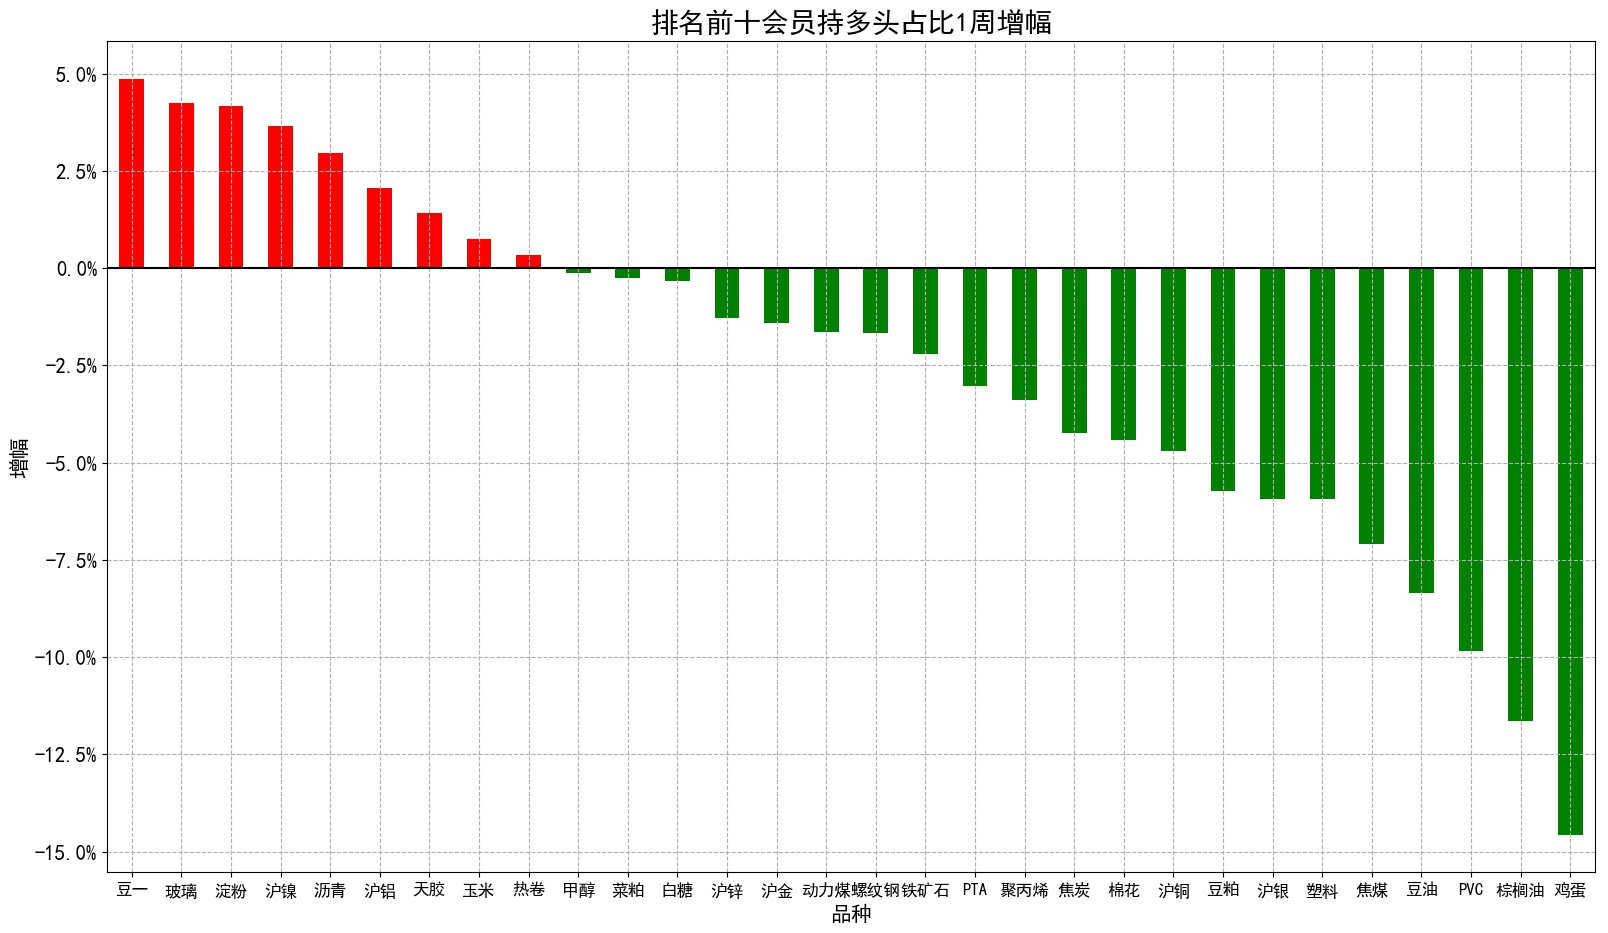 排名前十会员持多头占比1周增幅
增幅
5.0%
2.5%
0.0%
−2.5%
−5.0%
−7.5%
−10.0%
−12.5%
−15.0%
豆一 玻璃 淀粉 沪镍 沥青 沪铝 天胶 玉米 热卷 甲醇 菜粕 白糖 沪锌 沪金 动力煤 螺纹钢 铁矿石 PTA 聚丙烯 焦炭 棉花 沪铜 豆粕 沪银 塑料 焦煤 豆油 PVC 棕榈油 鸡蛋
品种